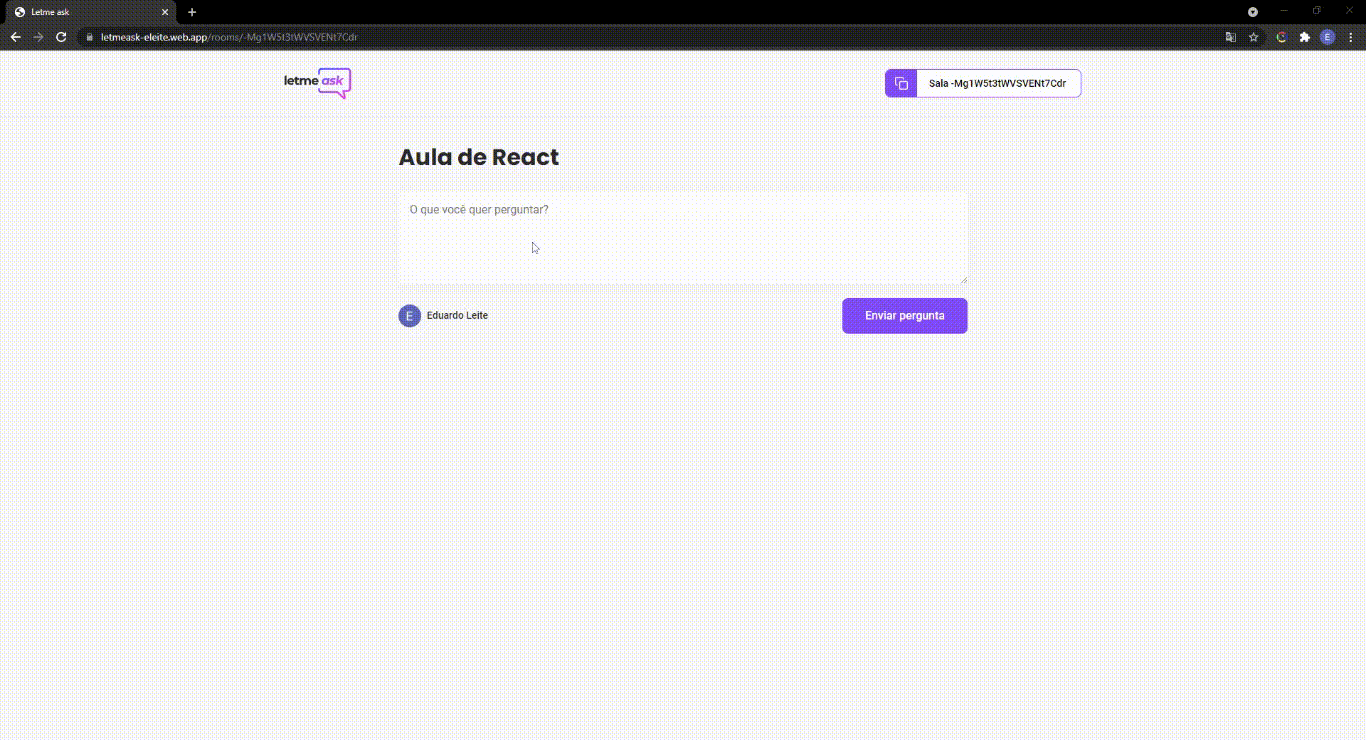 Letme ask
letmeask-eleite.web.app/rooms/-Mg1W5t3tWVSVENt7Cdr
E
letme ask
Sala -Mg1W5t3tWVSVENt7Cdr
Aula de React
O que você quer perguntar?
E Eduardo Leite
Enviar pergunta